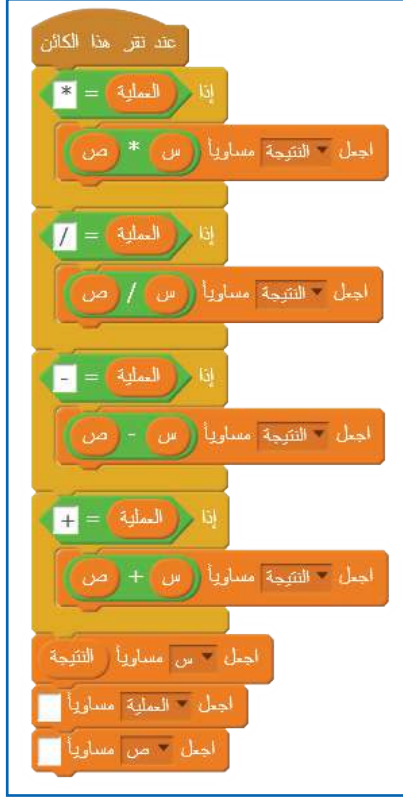 عند نقر هذا الكائن
إذا العملية = *
اجعل النتيجة مساوياً س * ص
إذا العملية = /
اجعل النتيجة مساوياً س / ص
إذا العملية = -
اجعل النتيجة مساوياً س - ص
إذا العملية = +
اجعل النتيجة مساوياً س + ص
اجعل س مساوياً النتيجة
اجعل العملية مساوياً
اجعل ص مساوياً